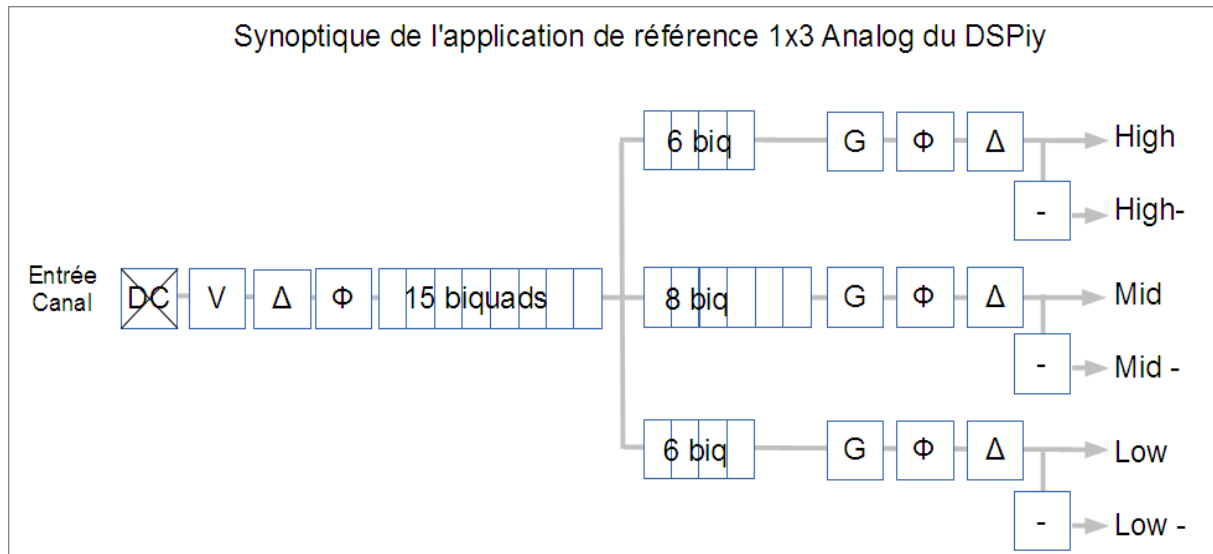 Synoptique de l'application de référence 1x3 Analog du DSPiy
6 biq G Φ Δ High
- High-
Entrée
Canal
DC V Δ Φ 15 biquads 8 biq G Φ Δ Mid
- Mid -
6 biq G Φ Δ Low
- Low -